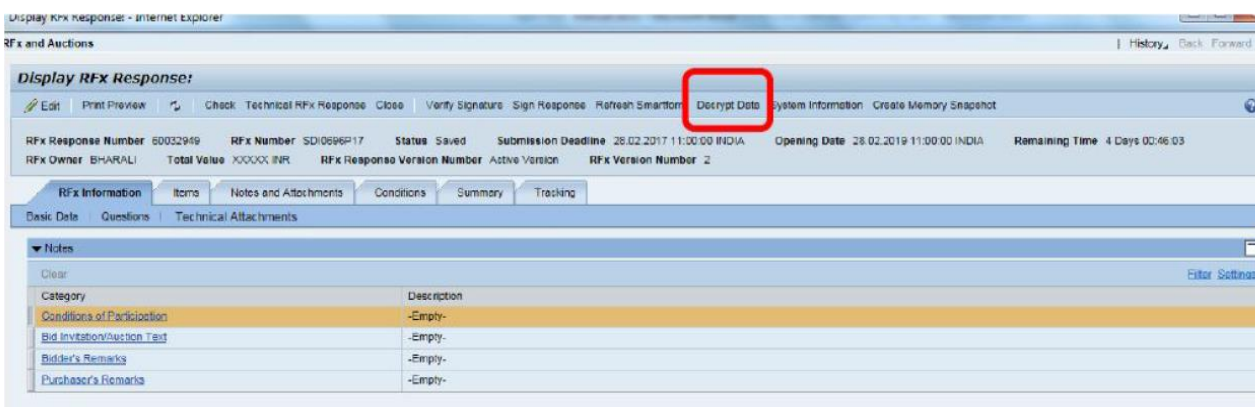 Display RFx Response: - Internet Explorer
RFx and Auctions | History Back Forward
Display RFx Response:
Edit | Print Preview Check Technical RFx Response Close | Verify Signature Sign Response Refresh Smartform Decrypt Data System Information Create Memory Snapshot
RFx Response Number 60032949 RFx Number SDI0696P17 Status Saved Submission Deadline 28.02.2017 11:00:00 INDIA Opening Date 28.02.2019 11:00:00 INDIA Remaining Time 4 Days 00:46:03
RFx Owner BHARALI Total Value XXXXX INR RFx Response Version Number Active Version RFx Version Number 2
RFx Information Items Notes and Attachments Conditions Summary Tracking
Basic Data | Questions | Technical Attachments
Notes
Clear Filter Settings
Category Description
Conditions of Participation -Empty-
Bid Invitation/Auction Text -Empty-
Bidder's Remarks -Empty-
Purchaser's Remarks -Empty-